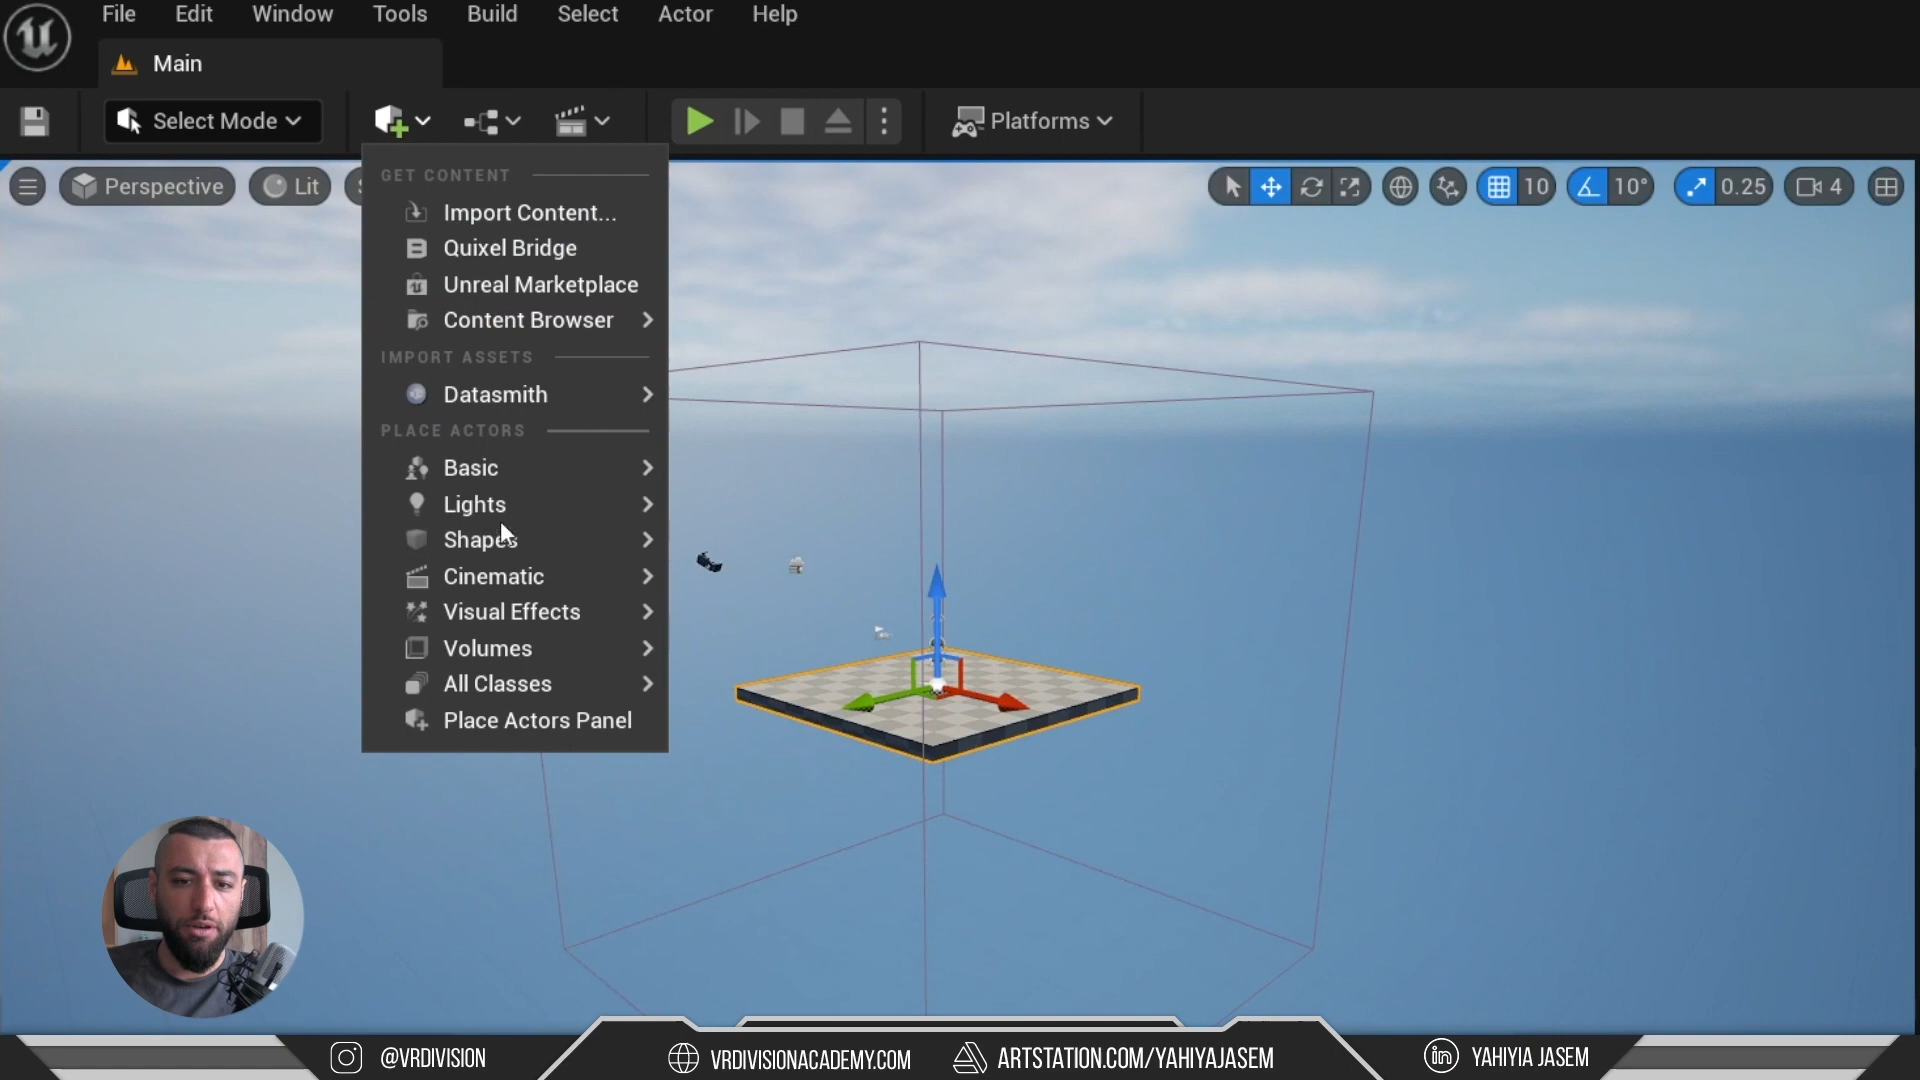 File Edit Window Tools Build Select Actor Help
Main
Select Mode Platforms
Perspective Lit 10 10° 0.25 4
GET CONTENT
Import Content...
Quixel Bridge
Unreal Marketplace
Content Browser
IMPORT ASSETS
Datasmith
PLACE ACTORS
Basic
Lights
Shapes
Cinematic
Visual Effects
Volumes
All Classes
Place Actors Panel
@VRDIVISION VRDIVISIONACADEMY.COM ARTSTATION.COM/YAHIYAJASEM in YAHIYIA JASEM